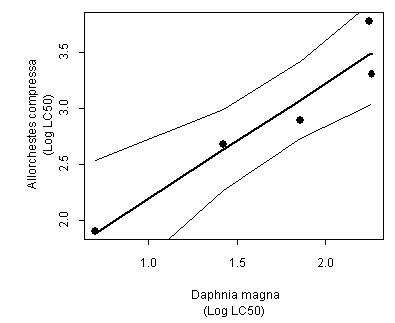 Allorchestes compressa
(Log LC50)
3.5
3.0
2.5
2.0
1.0 1.5 2.0
Daphnia magna
(Log LC50)